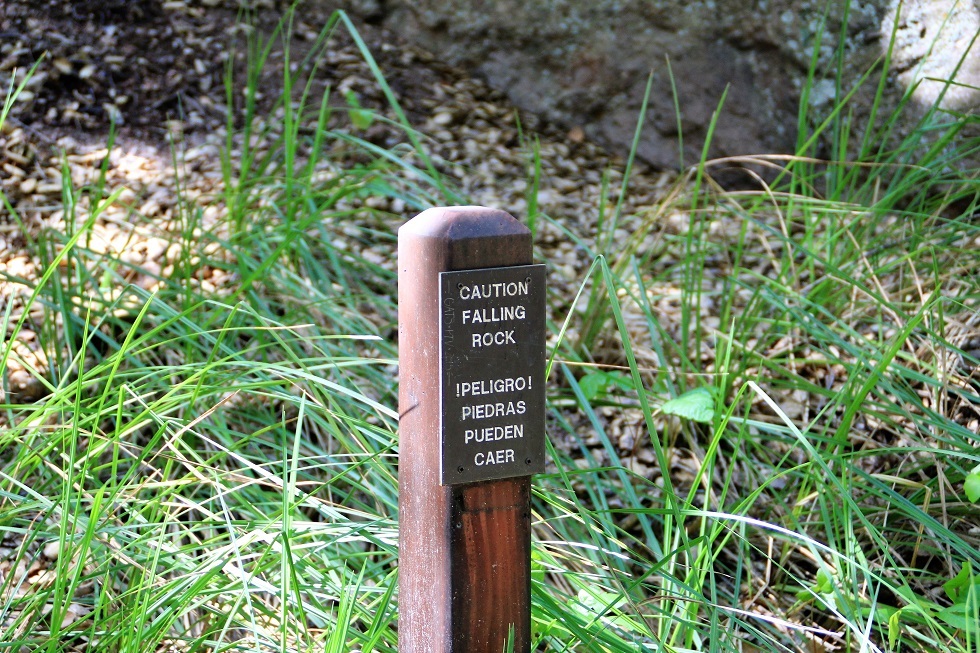 CAUTION
FALLING
ROCK
!PELIGRO!
PIEDRAS
PUEDEN
CAER